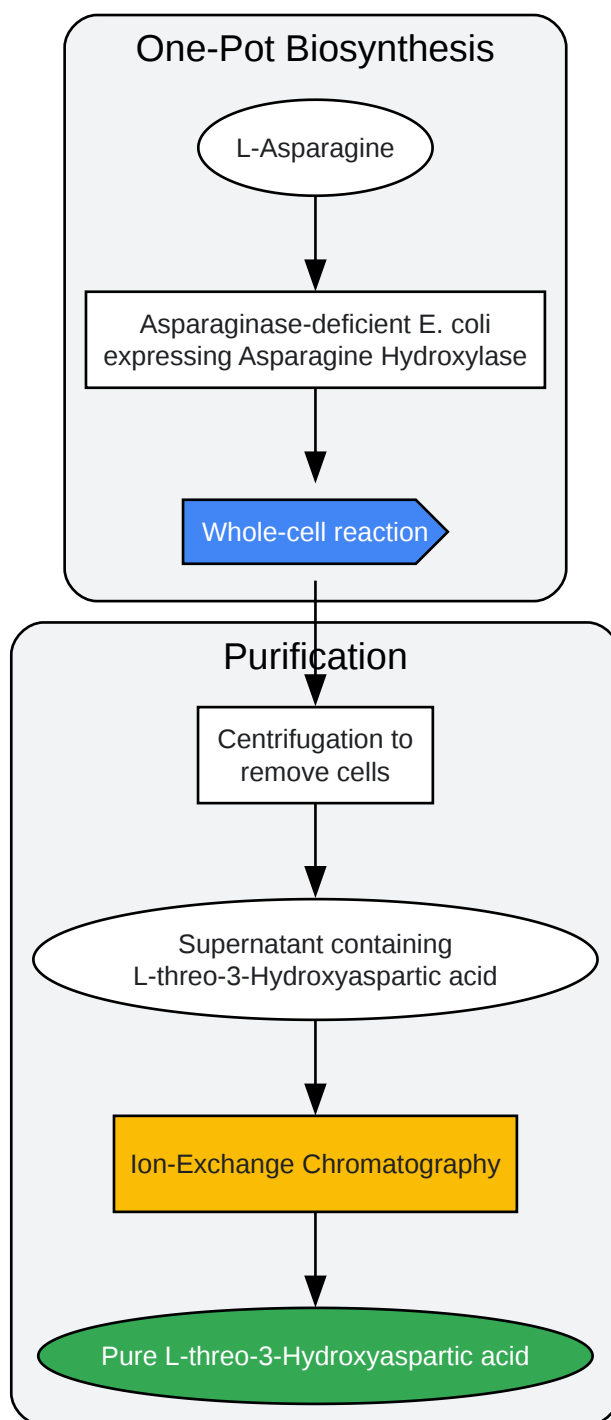 One-Pot Biosynthesis
L-Asparagine
Asparaginase-deficient E. coli
expressing Asparagine Hydroxylase
Whole-cell reaction
Purification
Centrifugation to
remove cells
Supernatant containing
L-threo-3-Hydroxyaspartic acid
Ion-Exchange Chromatography
Pure L-threo-3-Hydroxyaspartic acid